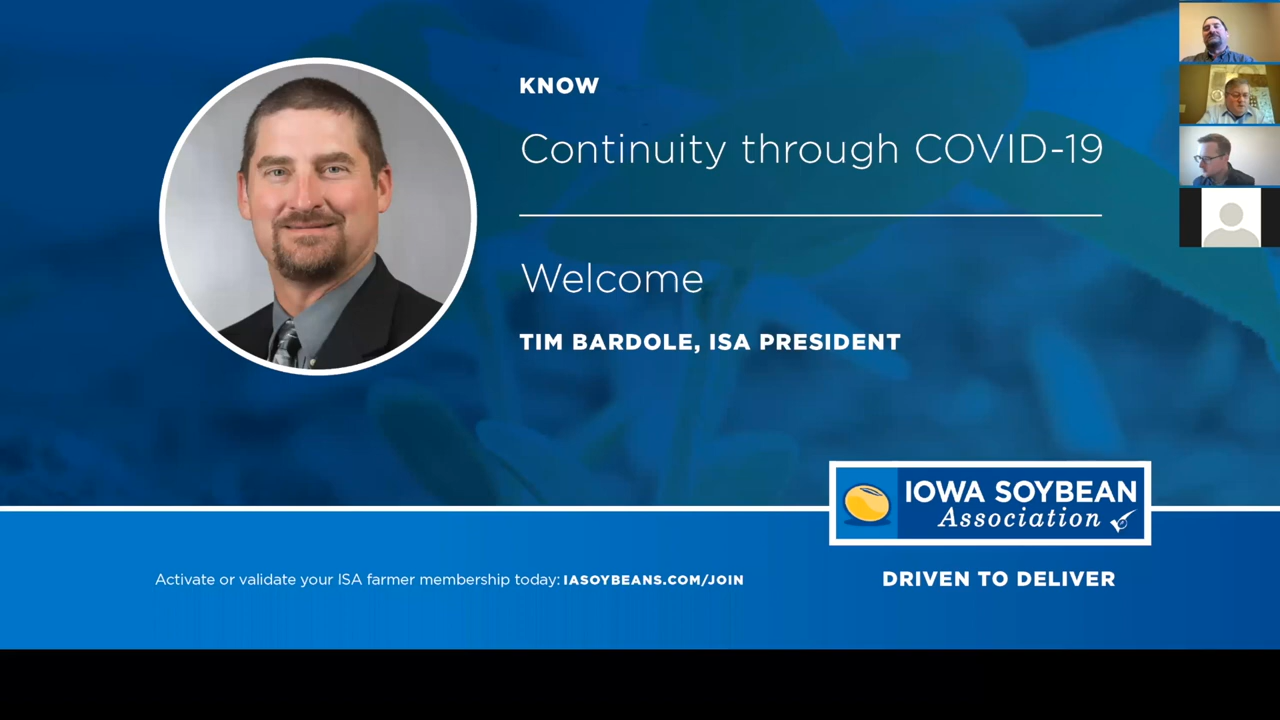 KNOW
Continuity through COVID-19
Welcome
TIM BARDOLE, ISA PRESIDENT
IOWA SOYBEAN
Association
Activate or validate your ISA farmer membership today: IASOYBEANS.COM/JOIN
DRIVEN TO DELIVER